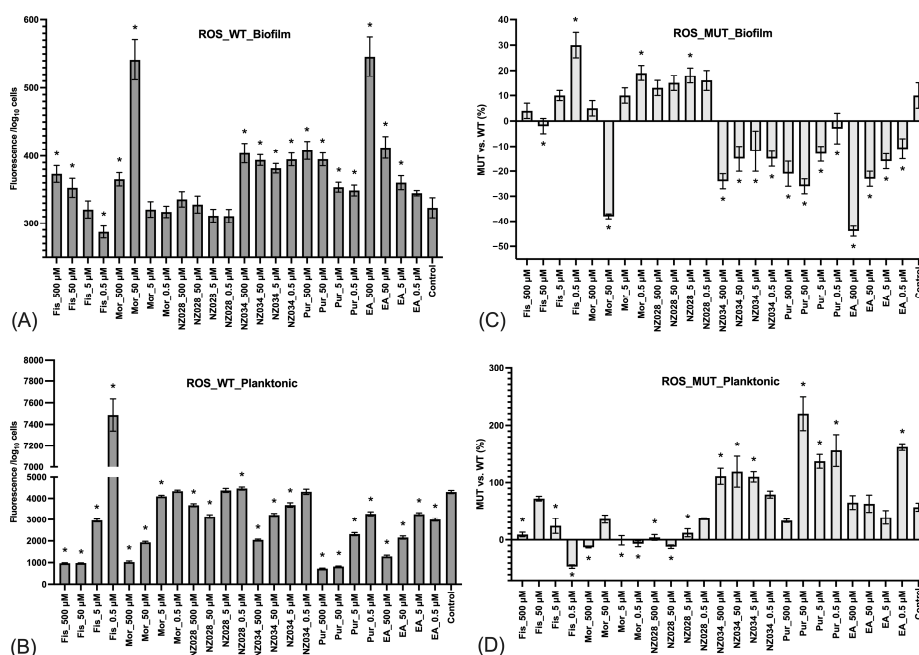 (A)
ROS_WT_Biofilm
Fluorescence /log10 cells
600
500
400
300
Fis_500 µM
Fis_50 µM
Fis_5 µM
Fis_0.5 µM
Mor_500 µM
Mor_50 µM
Mor_5 µM
Mor_0.5 µM
NZ028_500 µM
NZ028_50 µM
NZ028_5 µM
NZ028_0.5 µM
NZ034_500 µM
NZ034_50 µM
NZ034_5 µM
NZ034_0.5 µM
Pur_500 µM
Pur_50 µM
Pur_5 µM
Pur_0.5 µM
EA_500 µM
EA_50 µM
EA_5 µM
EA_0.5 µM
Control
(B)
ROS_WT_Planktonic
Fluorescence /log10 cells
8000
7800
7600
7400
7200
7000
5000
4000
3000
2000
1000
0
Fis_500 µM
Fis_50 µM
Fis_5 µM
Fis_0.5 µM
Mor_500 µM
Mor_50 µM
Mor_5 µM
Mor_0.5 µM
NZ028_500 µM
NZ028_50 µM
NZ028_5 µM
NZ028_0.5 µM
NZ034_500 µM
NZ034_50 µM
NZ034_5 µM
NZ034_0.5 µM
Pur_500 µM
Pur_50 µM
Pur_5 µM
Pur_0.5 µM
EA_500 µM
EA_50 µM
EA_5 µM
EA_0.5 µM
Control
(C)
ROS_MUT_Biofilm
MUT vs. WT (%)
40
30
20
10
0
−10
−20
−30
−40
−50
Fis_500 µM
Fis_50 µM
Fis_5 µM
Fis_0.5 µM
Mor_500 µM
Mor_50 µM
Mor_5 µM
Mor_0.5 µM
NZ028_500 µM
NZ028_50 µM
NZ028_5 µM
NZ028_0.5 µM
NZ034_500 µM
NZ034_50 µM
NZ034_5 µM
NZ034_0.5 µM
Pur_500 µM
Pur_50 µM
Pur_5 µM
Pur_0.5 µM
EA_500 µM
EA_50 µM
EA_5 µM
EA_0.5 µM
Control
(D)
ROS_MUT_Planktonic
MUT vs. WT (%)
300
200
100
0
Fis_500 µM
Fis_50 µM
Fis_5 µM
Fis_0.5 µM
Mor_500 µM
Mor_50 µM
Mor_5 µM
Mor_0.5 µM
NZ028_500 µM
NZ028_50 µM
NZ028_5 µM
NZ028_0.5 µM
NZ034_500 µM
NZ034_50 µM
NZ034_5 µM
NZ034_0.5 µM
Pur_500 µM
Pur_50 µM
Pur_5 µM
Pur_0.5 µM
EA_500 µM
EA_50 µM
EA_5 µM
EA_0.5 µM
Control